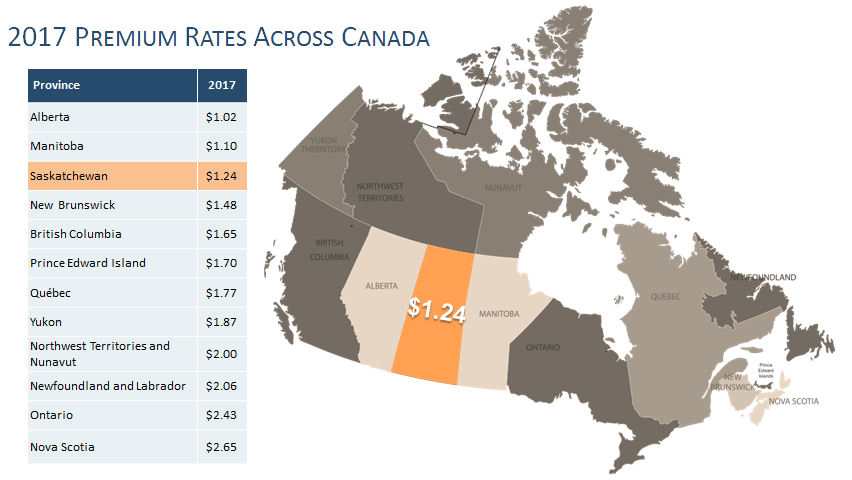 2017 PREMIUM RATES ACROSS CANADA
Province 2017
Alberta $1.02
Manitoba $1.10
Saskatchewan $1.24
New Brunswick $1.48
British Columbia $1.65
Prince Edward Island $1.70
Québec $1.77
Yukon $1.87
Northwest Territories and
Nunavut $2.00
Newfoundland and Labrador $2.06
Ontario $2.43
Nova Scotia $2.65
YUKON
THERRITORY
NORTHWEST
TERRITORIES
NUNAVUT
BRITISH
COLUMBIA
ALBERTA
$1.24
MANITOBA
ONTARIO
QUEBEC
NEWFOUNDLAND
Prince
Edward
Islands
NEW
BRUNSWICK
NOVA SCOTIA